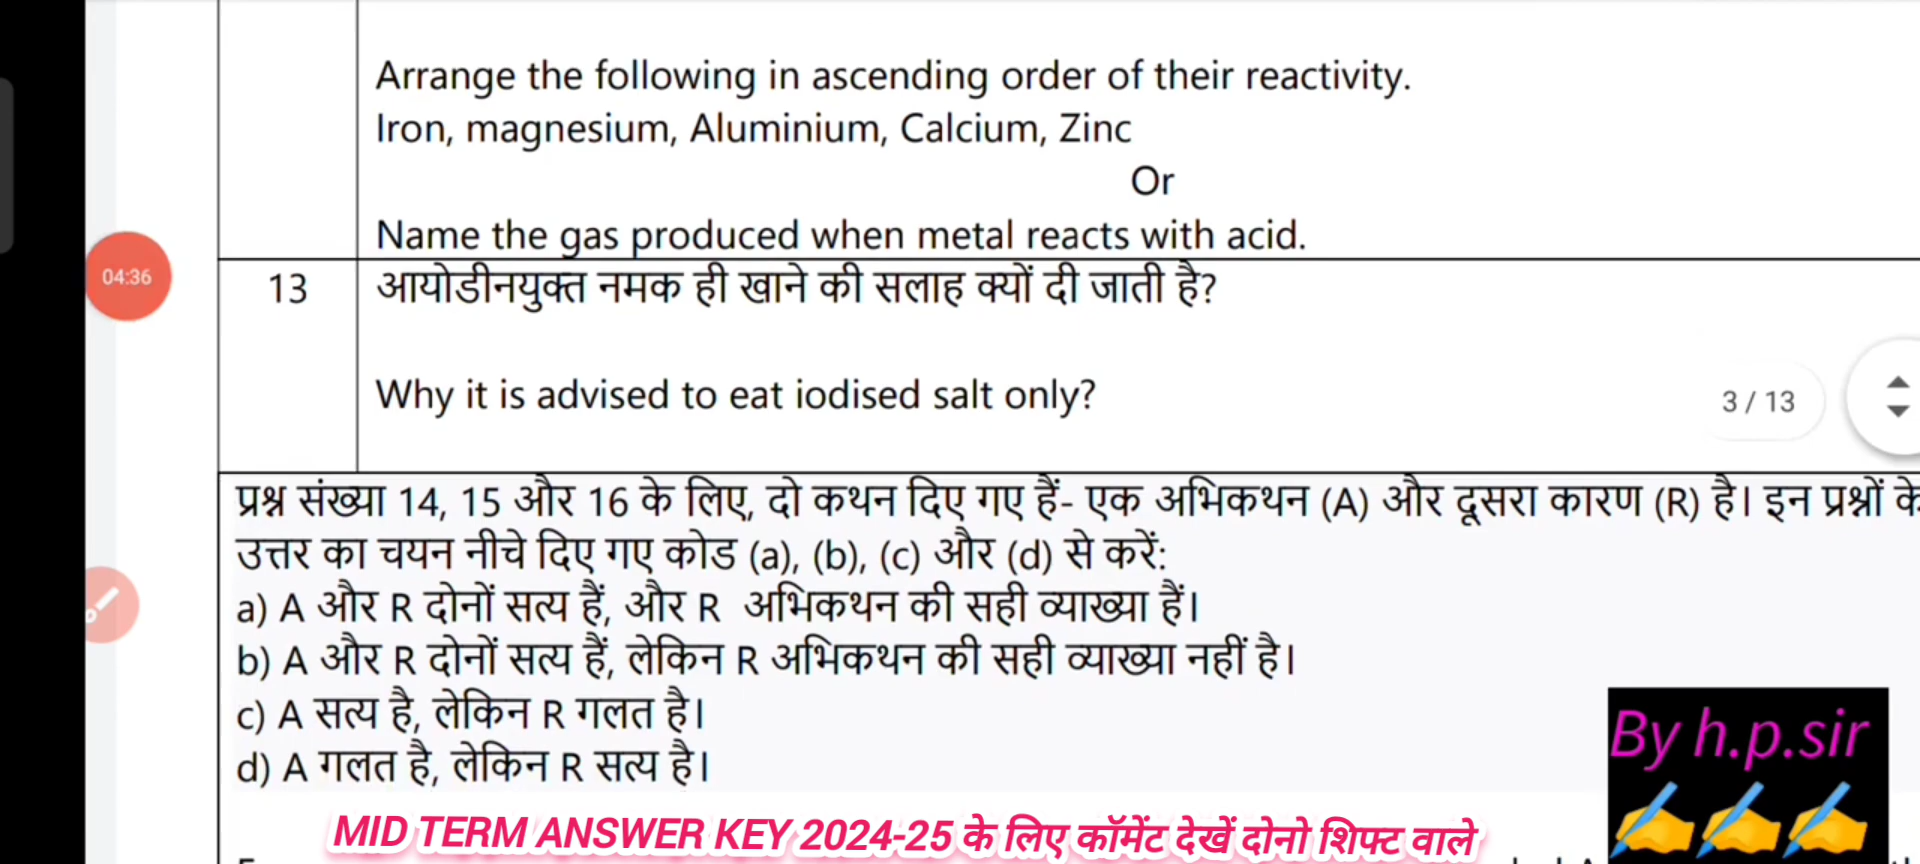 Arrange the following in ascending order of their reactivity.
Iron, magnesium, Aluminium, Calcium, Zinc
Or
Name the gas produced when metal reacts with acid.
04:36
13
आयोडीनयुक्त नमक ही खाने की सलाह क्यों दी जाती है?
Why it is advised to eat iodised salt only?
3 / 13
प्रश्न संख्या 14, 15 और 16 के लिए, दो कथन दिए गए हैं- एक अभिकथन (A) और दूसरा कारण (R) है। इन प्रश्नों के
उत्तर का चयन नीचे दिए गए कोड (a), (b), (c) और (d) से करें:
a) A और R दोनों सत्य हैं, और R अभिकथन की सही व्याख्या हैं।
b) A और R दोनों सत्य हैं, लेकिन R अभिकथन की सही व्याख्या नहीं है।
c) A सत्य है, लेकिन R गलत है।
d) A गलत है, लेकिन R सत्य है।
By h.p.sir
MID TERM ANSWER KEY 2024-25 के लिए कॉमेंट देखें दोनो शिफ्ट वाले